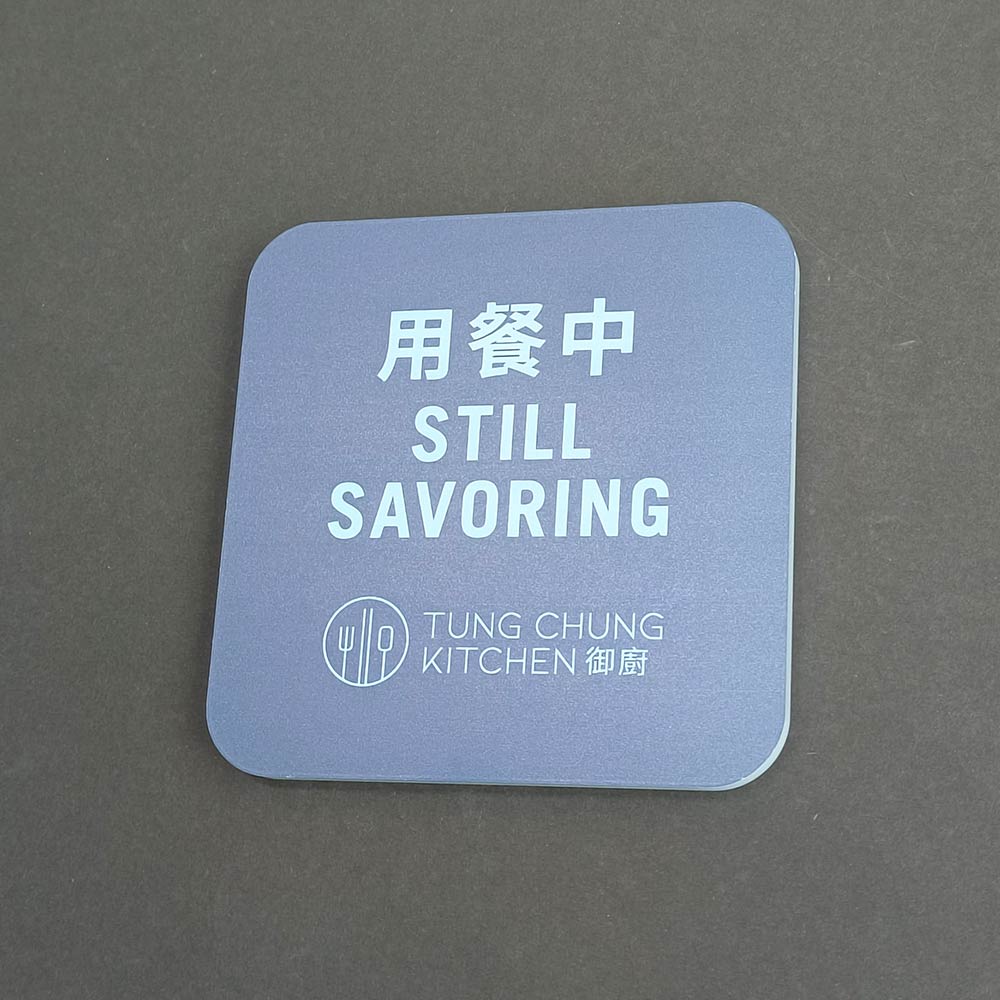 用餐中
STILL
SAVORING
TUNG CHUNG
KITCHEN 御廚